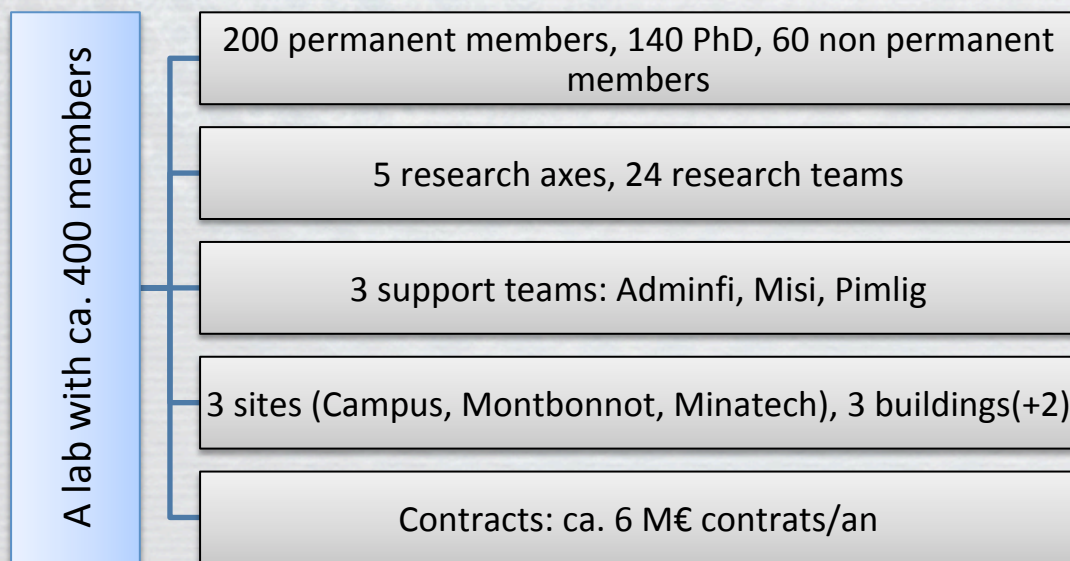 A lab with ca. 400 members
200 permanent members, 140 PhD, 60 non permanent
members
5 research axes, 24 research teams
3 support teams: Adminfi, Misi, Pimlig
3 sites (Campus, Montbonnot, Minatech), 3 buildings(+2)
Contracts: ca. 6 M€ contrats/an